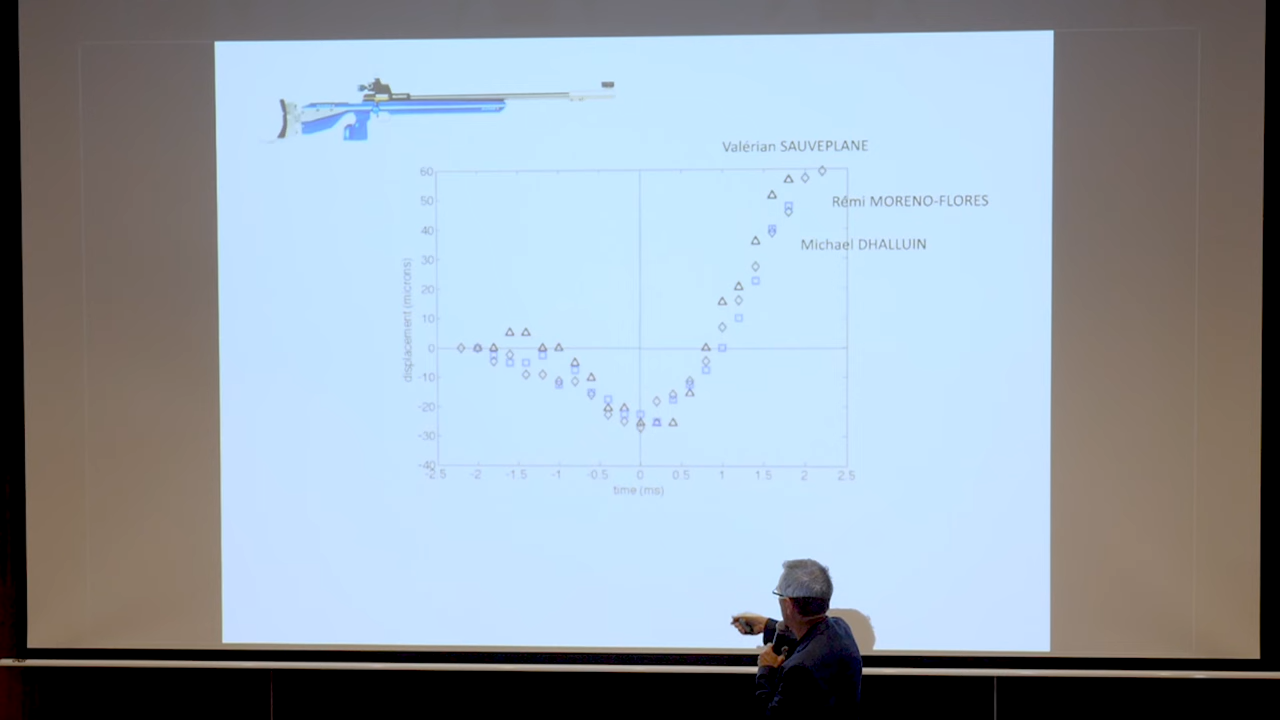 Valérian SAUVEPLANE
Rémi MORENO-FLORES
Michael DHALLUIN
60
50
40
30
20
10
0
-10
-20
-30
-40
displacement (microns)
-2.5 -2 -1.5 -1 -0.5 0 0.5 1 1.5 2 2.5
time (ms)